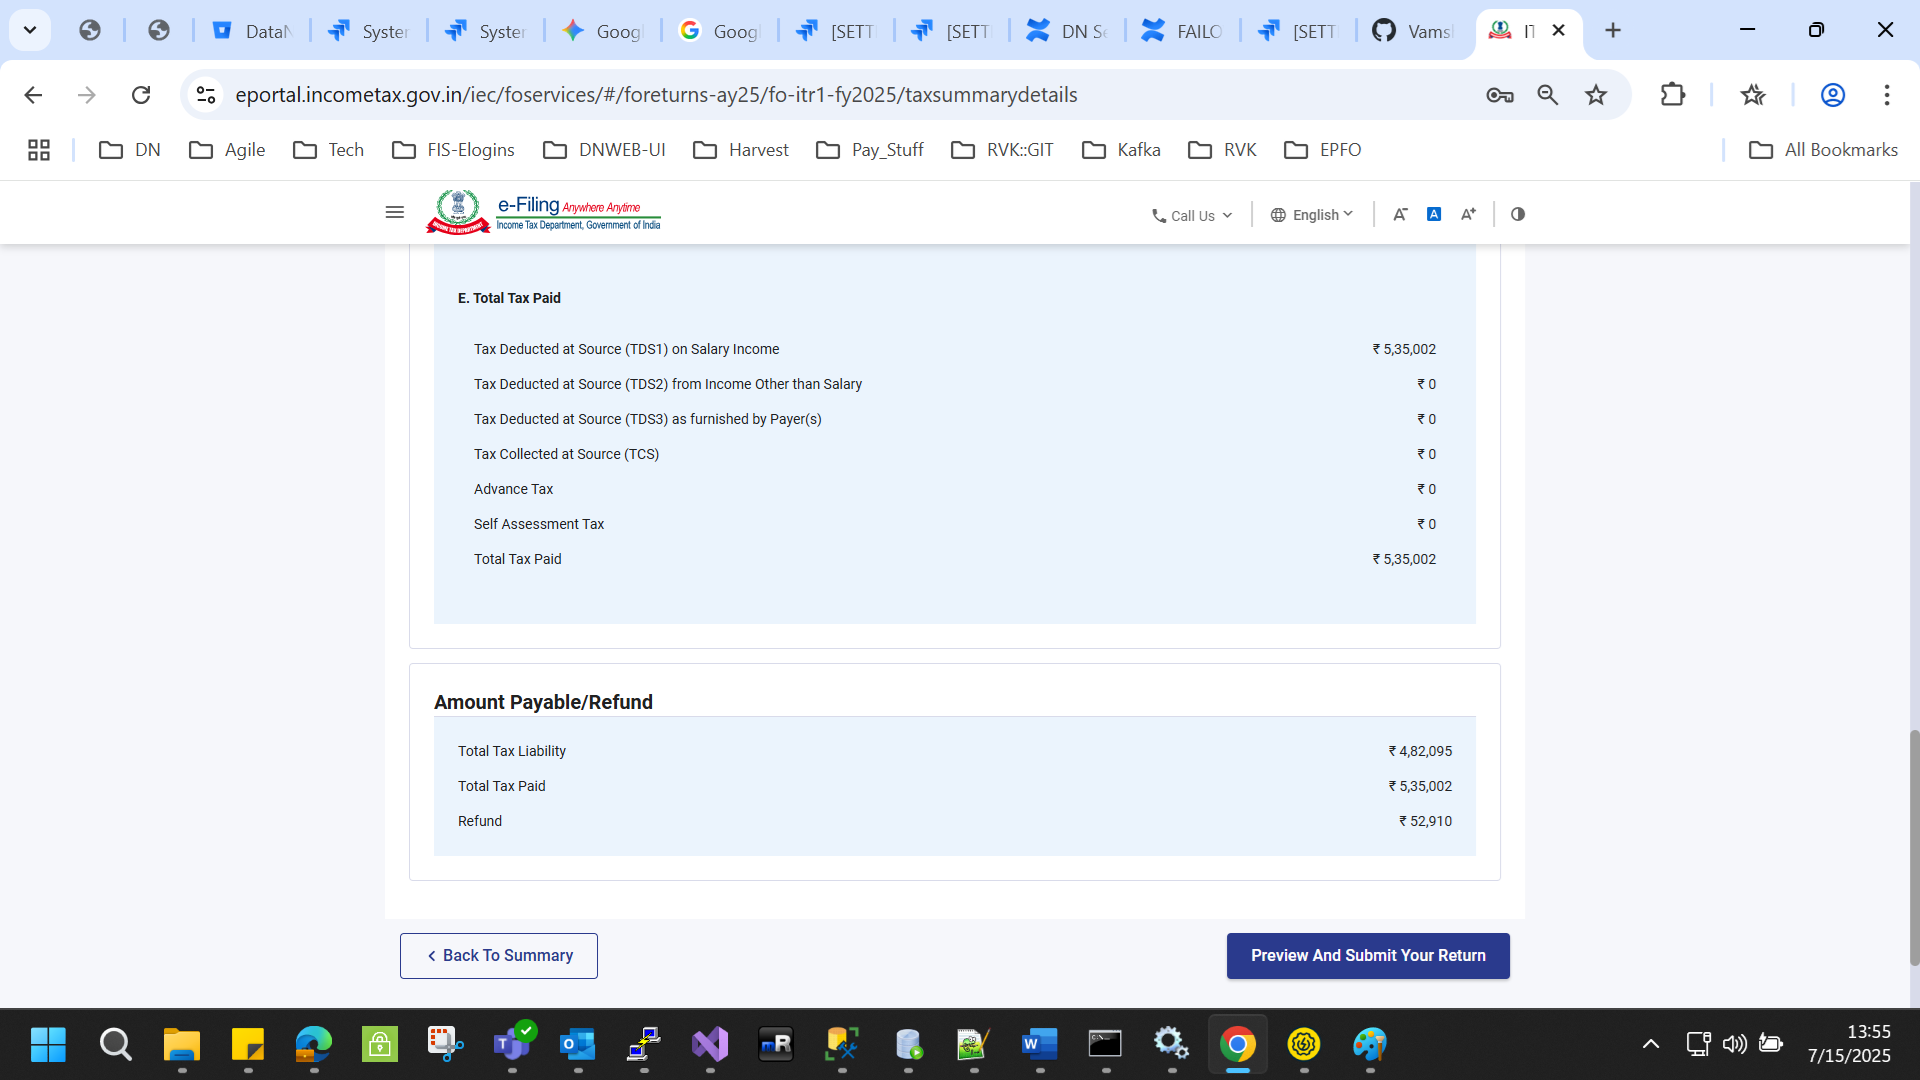 DataN
Syster
Syster
Googl
Googl
[SETT
[SETT
DN Se
FAILO
[SETT
Vamsl
IT
eportal.incometax.gov.in/iec/foservices/#/foreturns-ay25/fo-itr1-fy2025/taxsummarydetails
DN
Agile
Tech
FIS-Elogins
DNWEB-UI
Harvest
Pay_Stuff
RVK::GIT
Kafka
RVK
EPFO
All Bookmarks
e-Filing Anywhere Anytime
Income Tax Department, Government of India
Call Us
English
A-
A
A+
E. Total Tax Paid
Tax Deducted at Source (TDS1) on Salary Income ₹ 5,35,002
Tax Deducted at Source (TDS2) from Income Other than Salary ₹ 0
Tax Deducted at Source (TDS3) as furnished by Payer(s) ₹ 0
Tax Collected at Source (TCS) ₹ 0
Advance Tax ₹ 0
Self Assessment Tax ₹ 0
Total Tax Paid ₹ 5,35,002
Amount Payable/Refund
Total Tax Liability ₹ 4,82,095
Total Tax Paid ₹ 5,35,002
Refund ₹ 52,910
Back To Summary
Preview And Submit Your Return
mR
13:55
7/15/2025